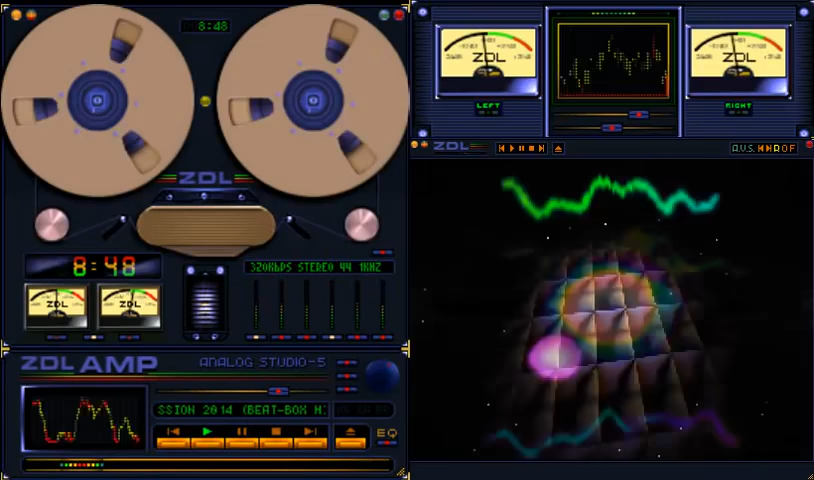 8:48
ZDL
ZDL
LEFT
RIGHT
ZDL
A.V.S.
R O F
ZDL
8:48
320KBPS STEREO 44 1KHZ
ZDL
ZDL
ZDL AMP
ANALOG STUDIO-5
SSION 2014 (BEAT-BOX
EQ